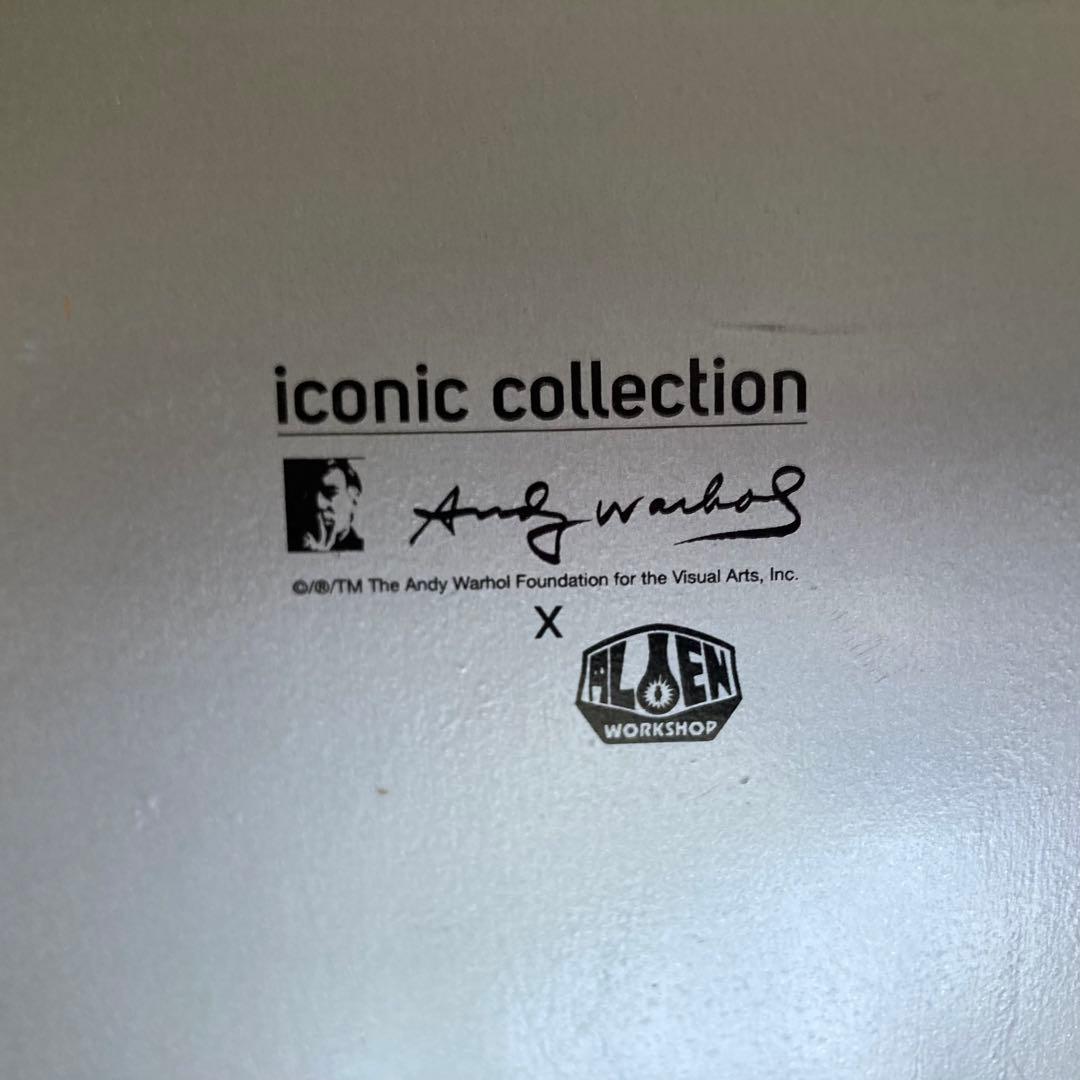 iconic collection
Andy Warhol
©/®/TM The Andy Warhol Foundation for the Visual Arts, Inc.
X
ALIEN
WORKSHOP